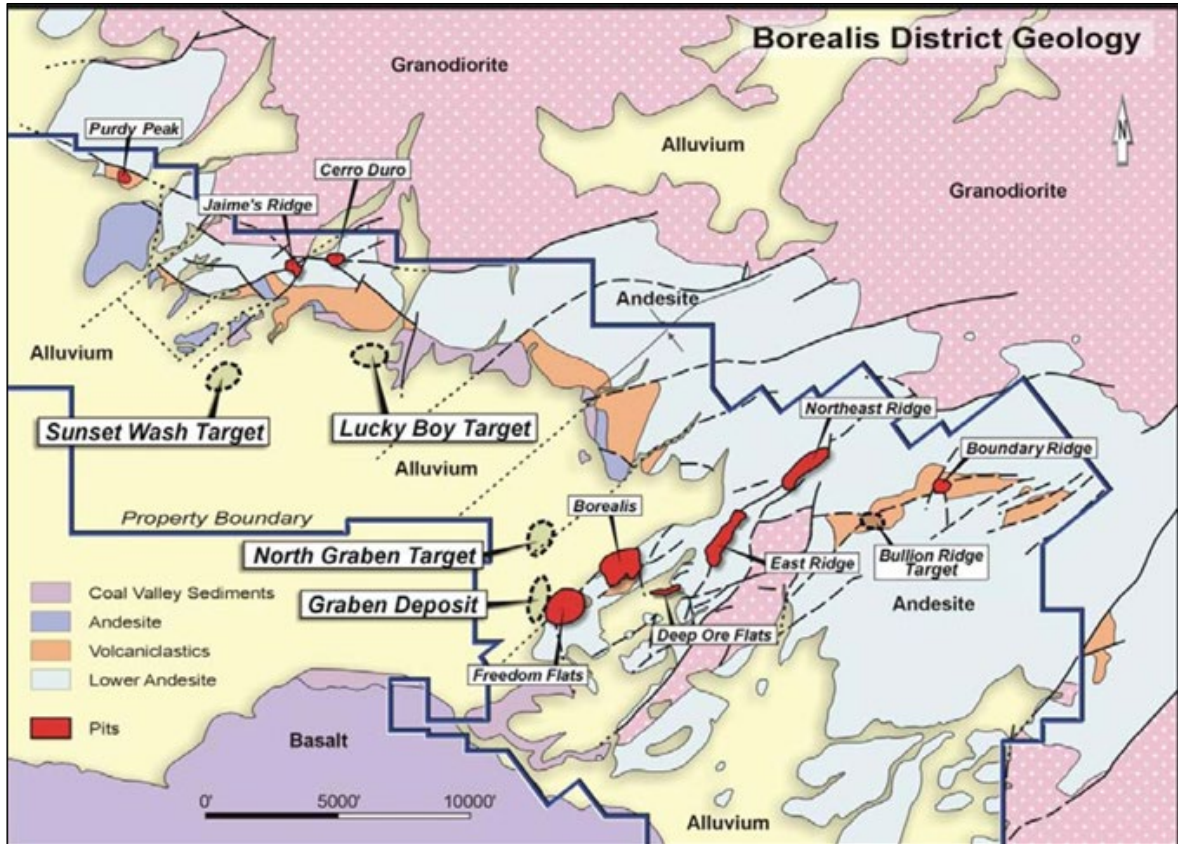 Borealis District Geology
Granodiorite
N
Purdy Peak
Cerro Duro
Alluvium
Granodiorite
Jaime's Ridge
Andesite
Alluvium
Sunset Wash Target
Lucky Boy Target
Northeast Ridge
Alluvium
Boundary Ridge
Property Boundary
Borealis
North Graben Target
East Ridge
Bullion Ridge
Target
Graben Deposit
Andesite
Deep Ore Flats
Freedom Flats
Coal Valley Sediments
Andesite
Volcaniclastics
Lower Andesite
Pits
Basalt
0'
5000'
10000'
Alluvium